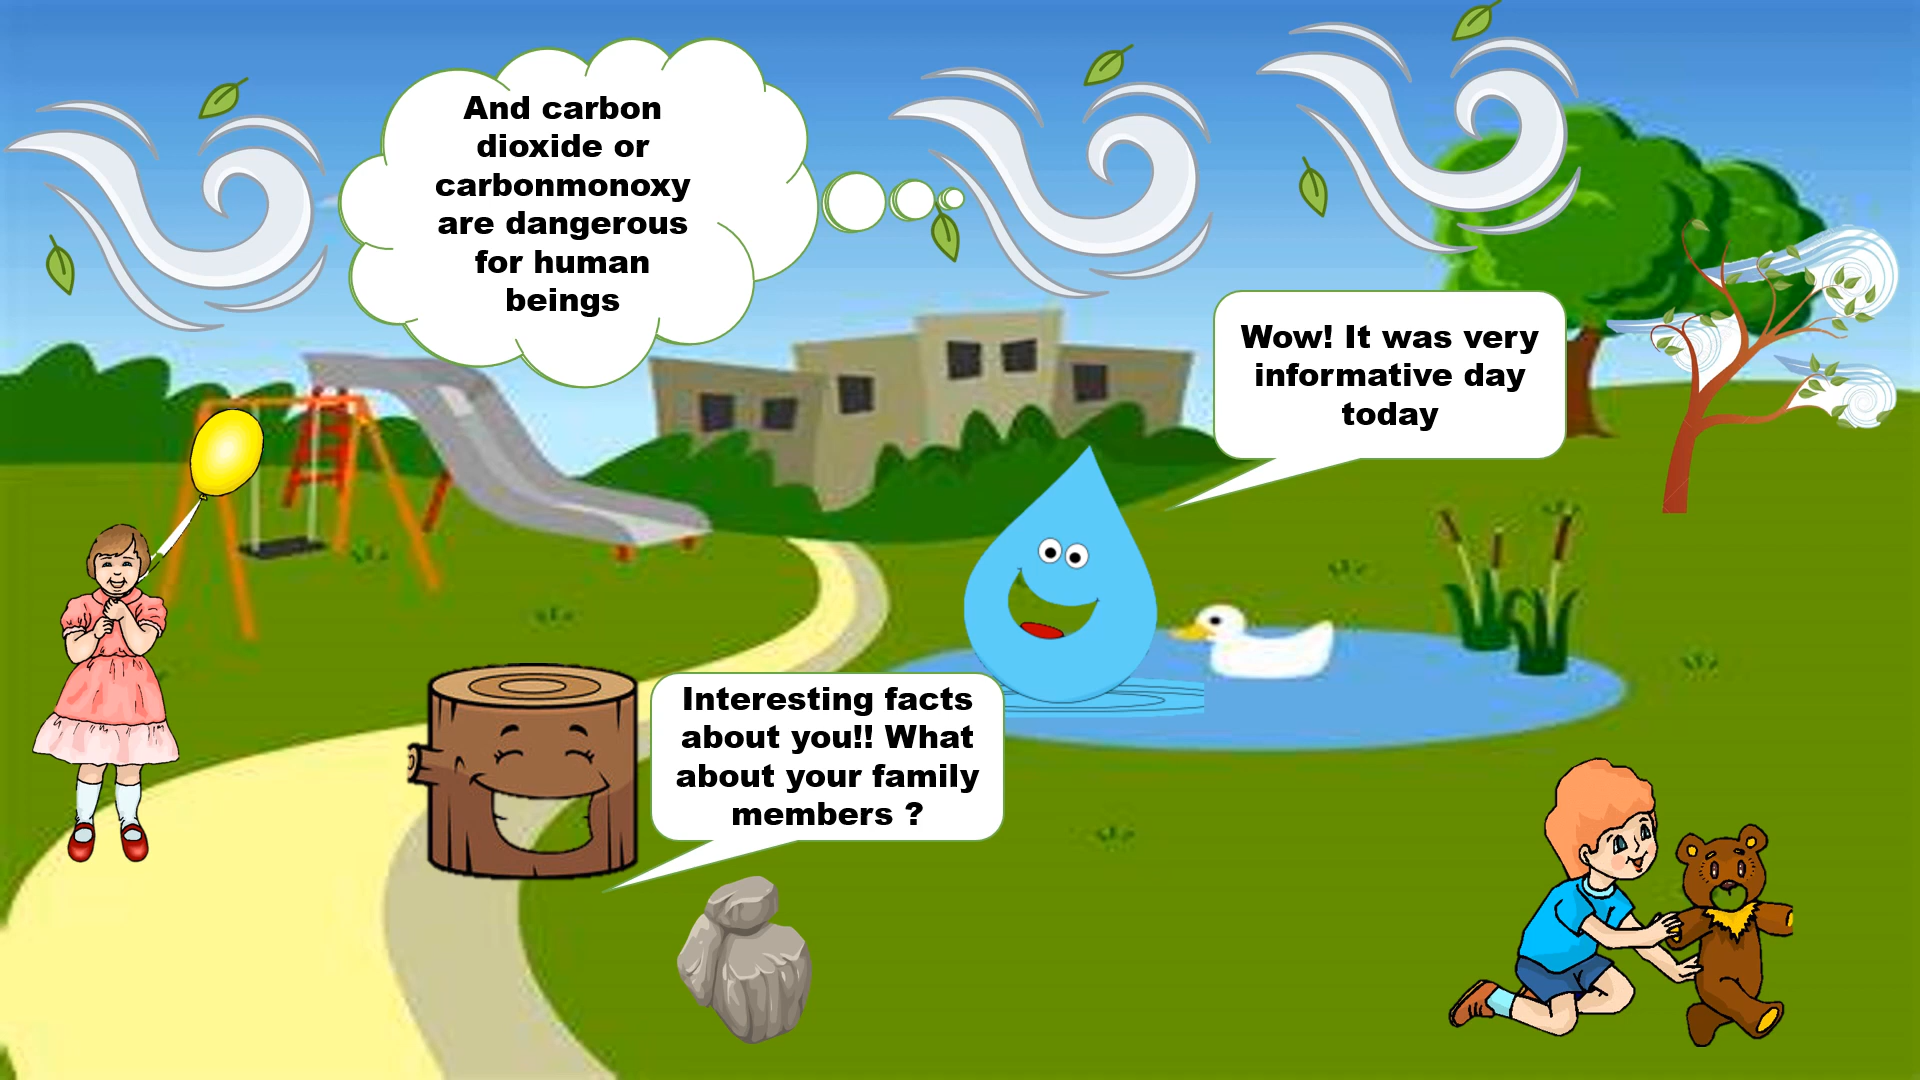 And carbon
dioxide or
carbonmonoxy
are dangerous
for human
beings
Wow! It was very
informative day
today
Interesting facts
about you!! What
about your family
members ?